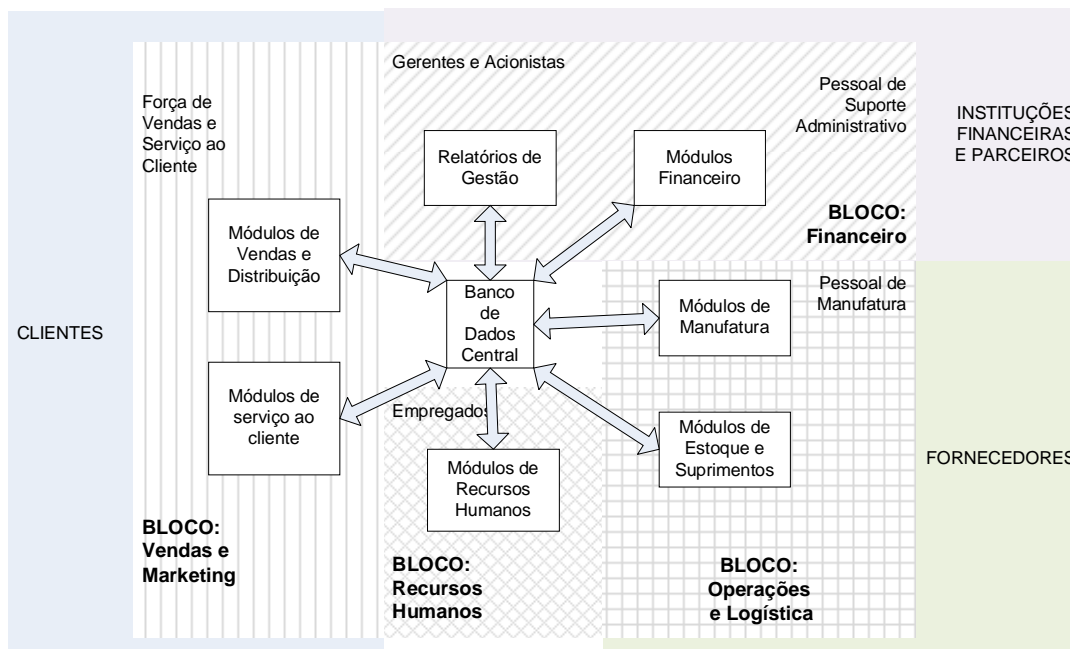 Gerentes e Acionistas
Força de
Vendas e
Serviço ao
Cliente
Pessoal de
Suporte
Administrativo
INSTITUÇÕES
FINANCEIRAS
E PARCEIROS
Relatórios de
Gestão
Módulos
Financeiro
BLOCO:
Financeiro
Módulos de
Vendas e
Distribuição
Banco
de
Dados
Central
Módulos de
Manufatura
Pessoal de
Manufatura
CLIENTES
Módulos de
serviço ao
cliente
Empregados
Módulos de
Estoque e
Suprimentos
FORNECEDORES
Módulos de
Recursos
Humanos
BLOCO:
Vendas e
Marketing
BLOCO:
Recursos
Humanos
BLOCO:
Operações
e Logística